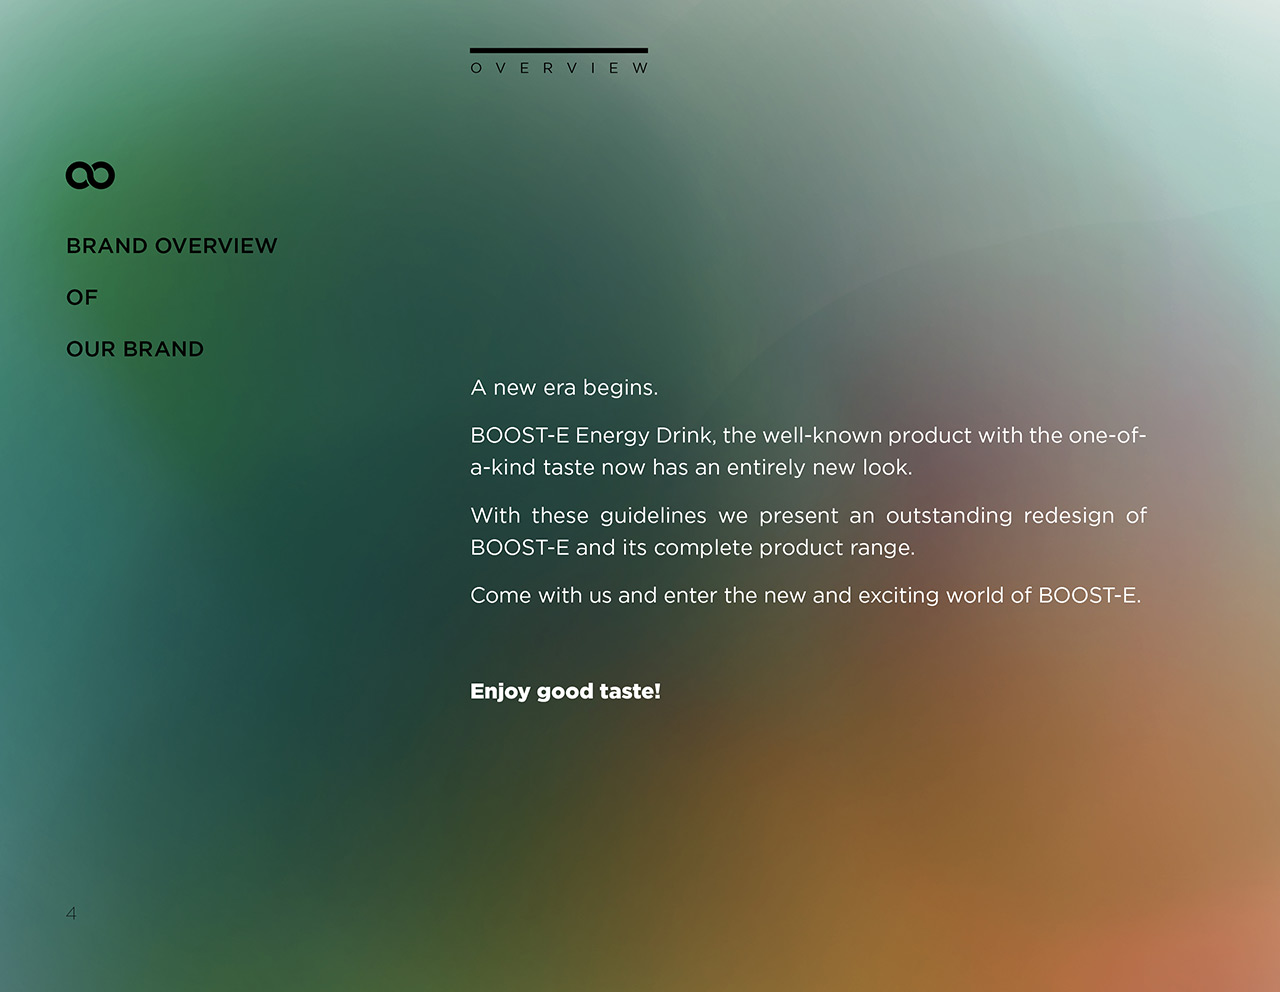 OVERVIEW
BRAND OVERVIEW
OF
OUR BRAND
A new era begins.
BOOST-E Energy Drink, the well-known product with the one-of-
a-kind taste now has an entirely new look.
With these guidelines we present an outstanding redesign of
BOOST-E and its complete product range.
Come with us and enter the new and exciting world of BOOST-E.
Enjoy good taste!
4